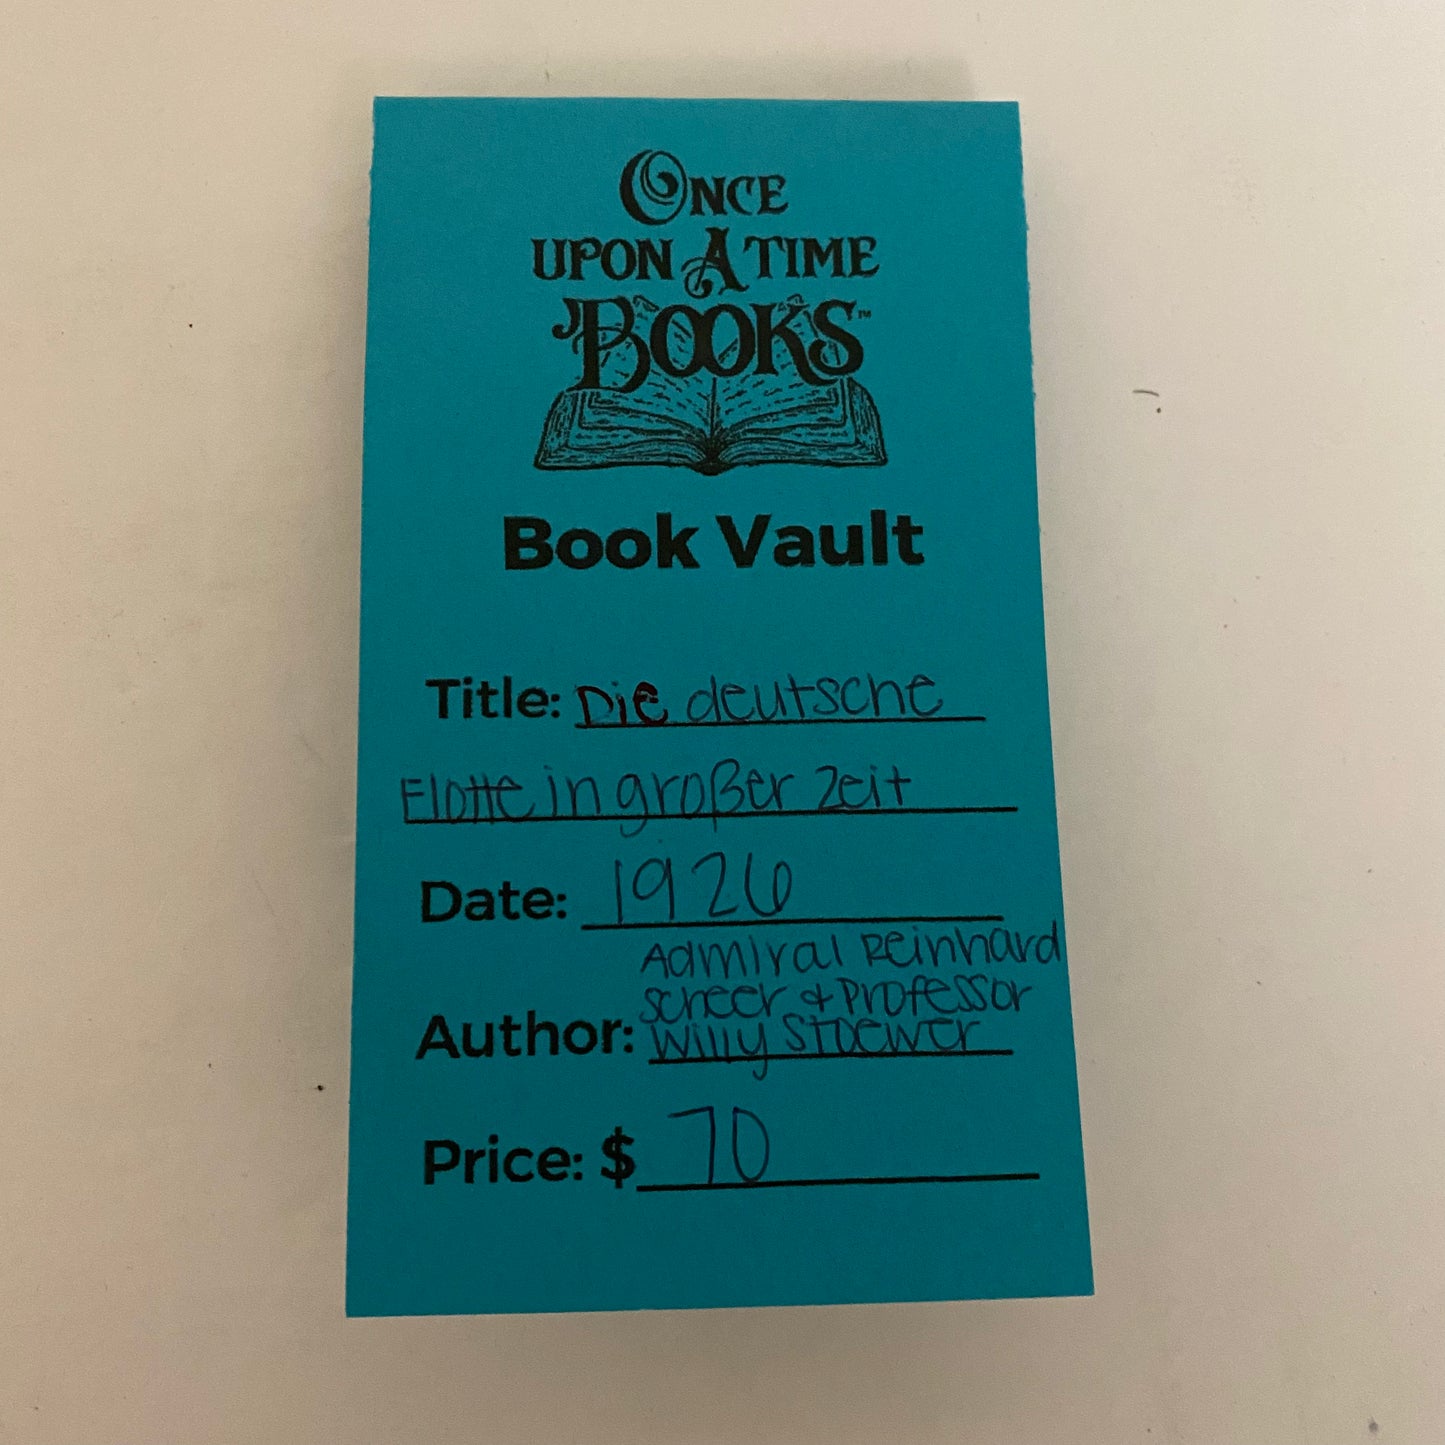 ONCE
UPON A TIME
BOOKS™
Book Vault
Title: Die deutsche
Flotte in großer Zeit
Date: 1926
Admiral Reinhard
Scheer & Professor
Author: Willy Stoewer
Price: $ 70